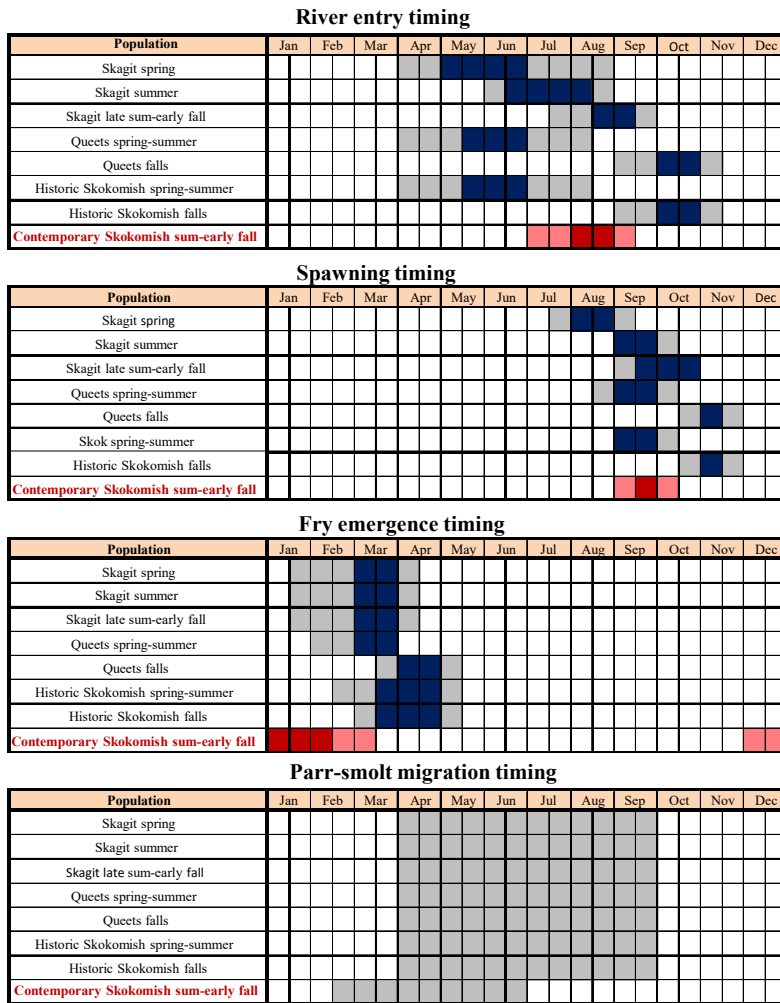 River entry timing
Population Jan Feb Mar Apr May Jun Jul Aug Sep Oct Nov Dec
Skagit spring
Skagit summer
Skagit late sum-early fall
Queets spring-summer
Queets falls
Historic Skokomish spring-summer
Historic Skokomish falls
Contemporary Skokomish sum-early fall
Spawning timing
Population Jan Feb Mar Apr May Jun Jul Aug Sep Oct Nov Dec
Skagit spring
Skagit summer
Skagit late sum-early fall
Queets spring-summer
Queets falls
Skok spring-summer
Historic Skokomish falls
Contemporary Skokomish sum-early fall
Fry emergence timing
Population Jan Feb Mar Apr May Jun Jul Aug Sep Oct Nov Dec
Skagit spring
Skagit summer
Skagit late sum-early fall
Queets spring-summer
Queets falls
Historic Skokomish spring-summer
Historic Skokomish falls
Contemporary Skokomish sum-early fall
Parr-smolt migration timing
Population Jan Feb Mar Apr May Jun Jul Aug Sep Oct Nov Dec
Skagit spring
Skagit summer
Skagit late sum-early fall
Queets spring-summer
Queets falls
Historic Skokomish spring-summer
Historic Skokomish falls
Contemporary Skokomish sum-early fall